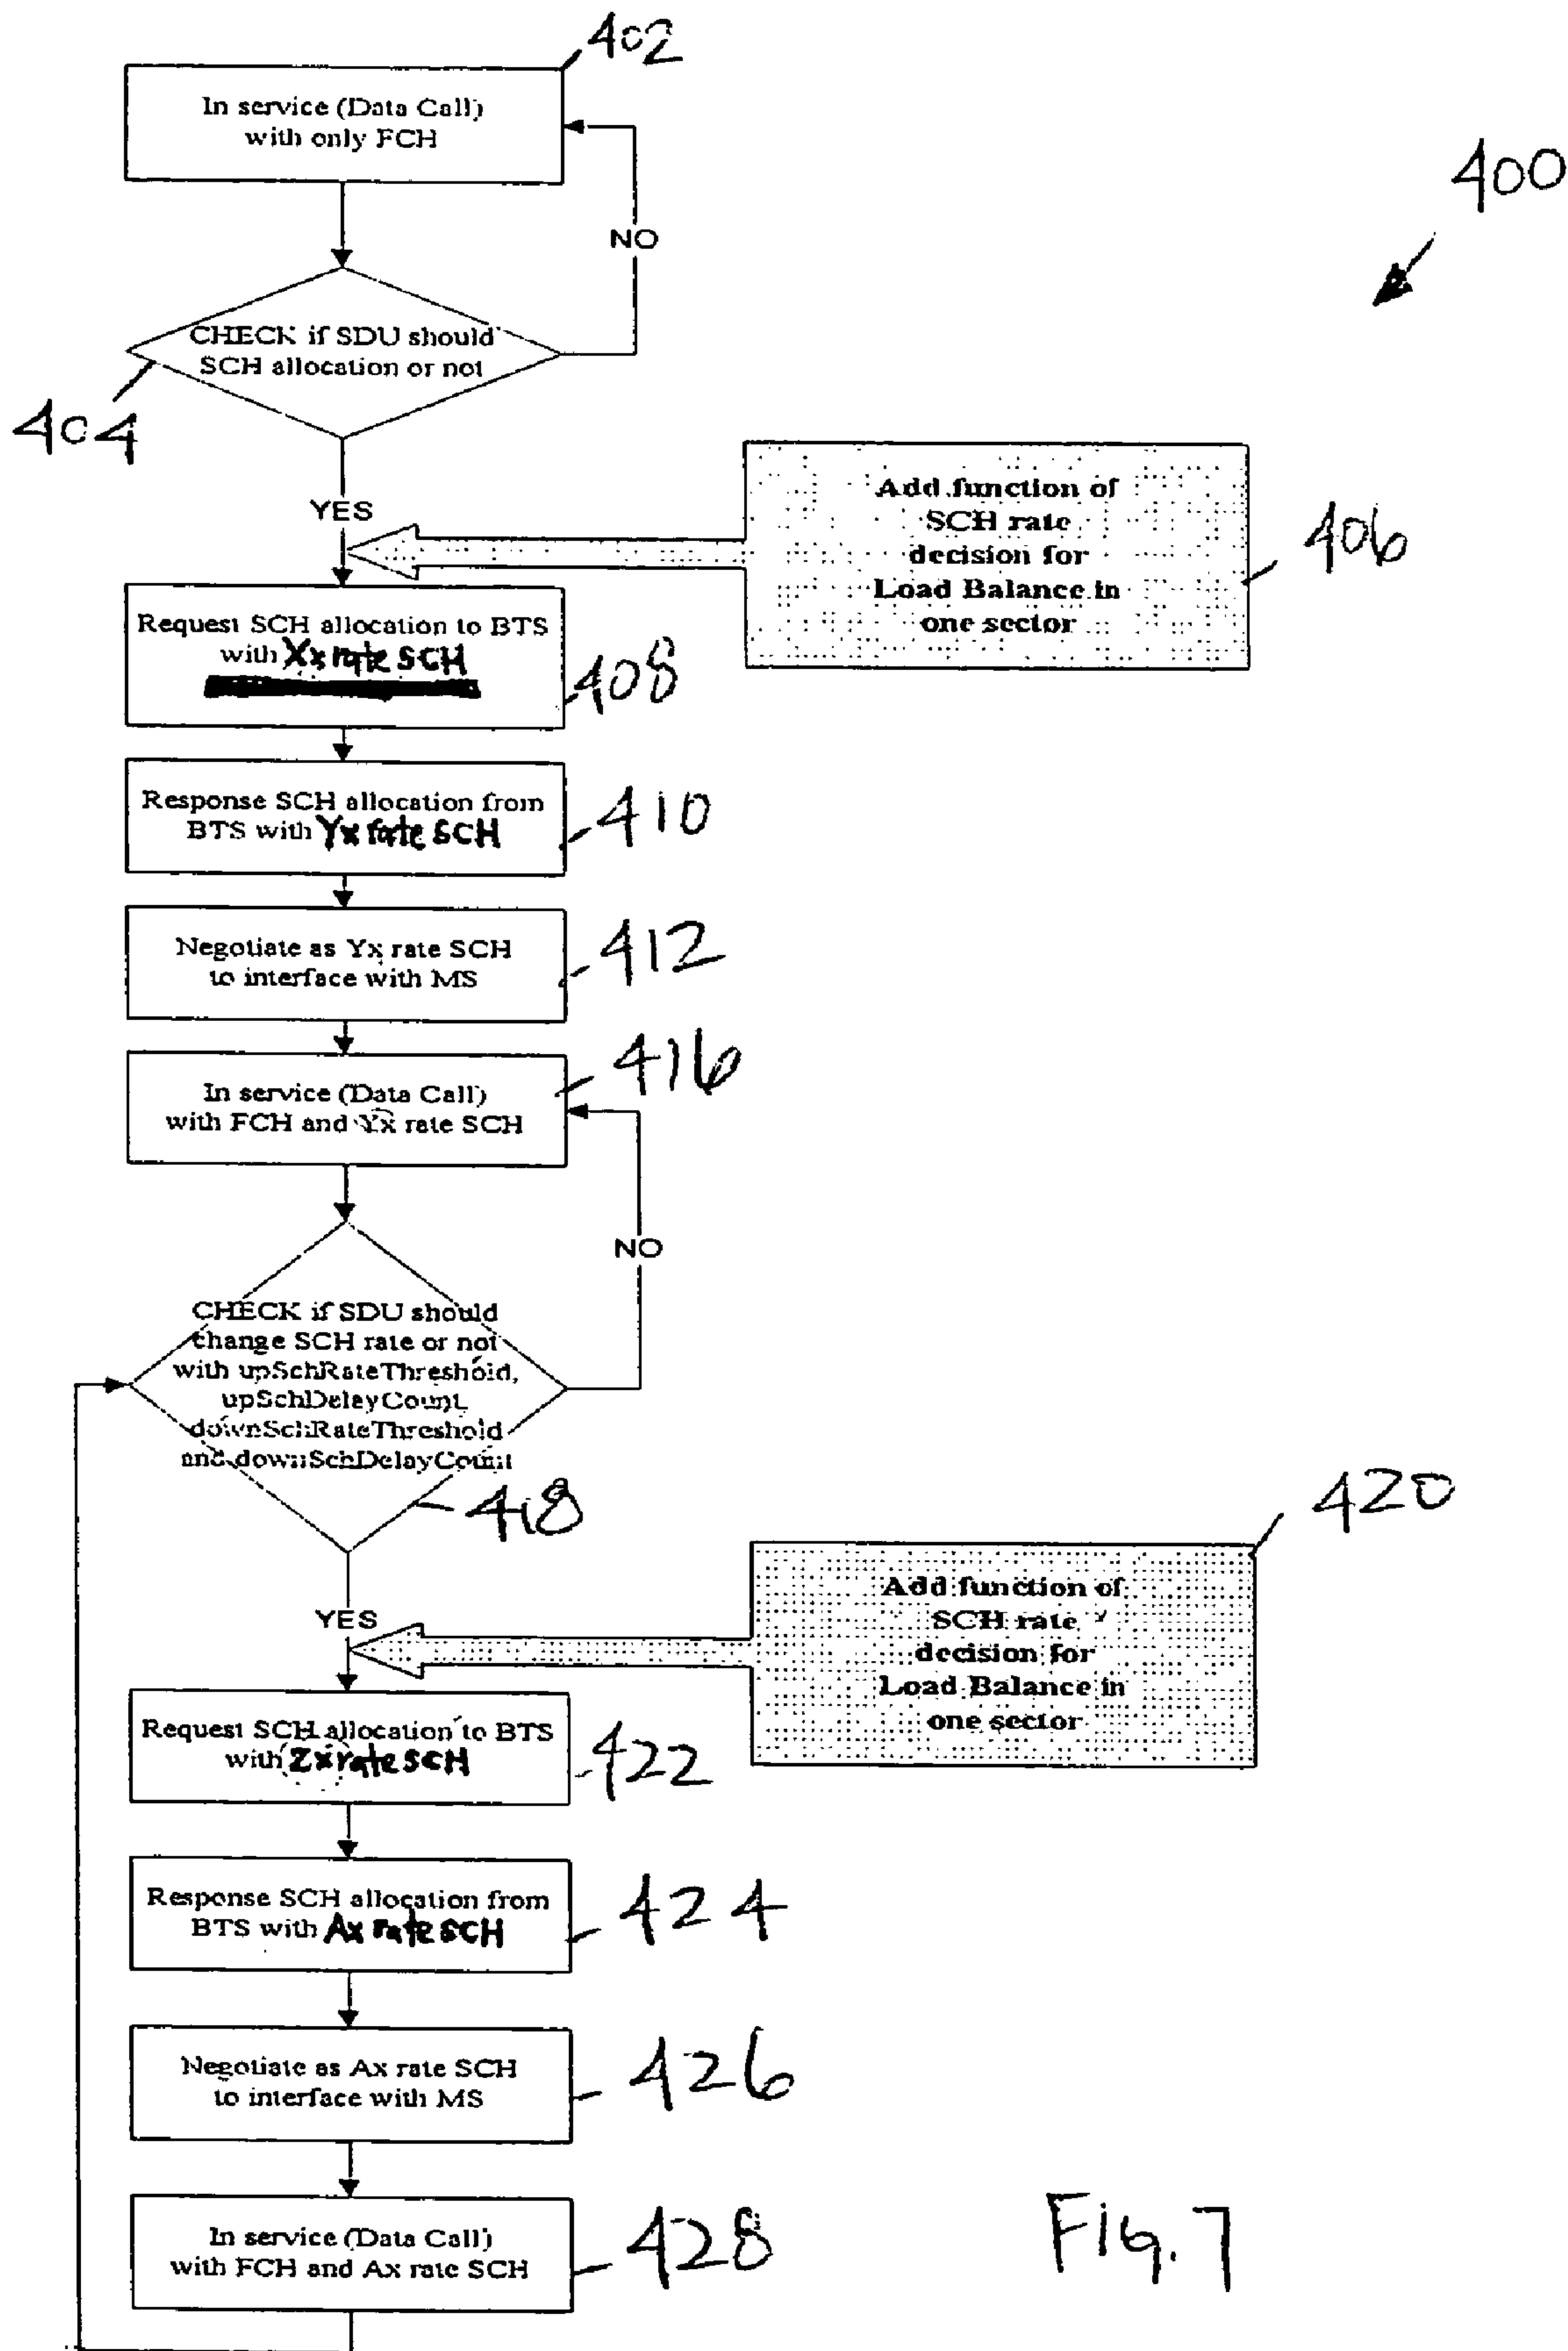 402
In service (Data Call)
with only FCH
400
NO
CHECK if SDU should
SCH allocation or not
404
YES
Add function of
SCH rate
decision for
Load Balance in
one sector
406
Request SCH allocation to BTS
with Xx rate SCH
408
Response SCH allocation from
BTS with Yx rate SCH
410
Negotiate as Yx rate SCH
to interface with MS
412
416
In service (Data Call)
with FCH and Yx rate SCH
NO
CHECK if SDU should
change SCH rate or not
with upSchRateThreshold,
upSchDelayCount,
downSchRateThreshold
and downSchDelayCount
418
420
YES
Add function of
SCH rate
decision for
Load Balance in
one sector
Request SCH allocation to BTS
with Zx rate SCH
422
Response SCH allocation from
BTS with Ax rate SCH
424
Negotiate as Ax rate SCH
to interface with MS
426
In service (Data Call)
with FCH and Ax rate SCH
428
FIG. 7